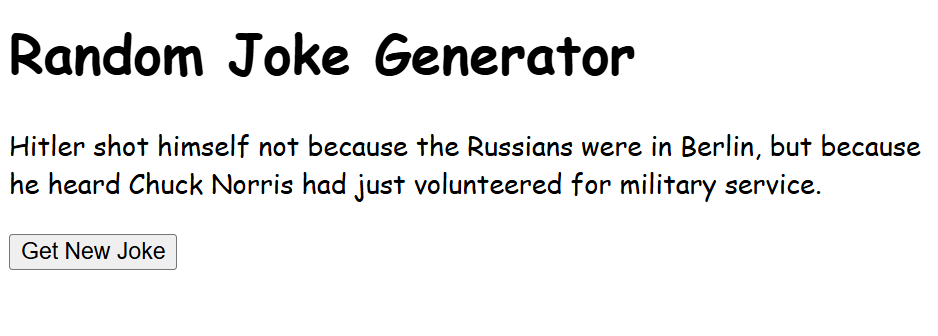 Random Joke Generator
Hitler shot himself not because the Russians were in Berlin, but because
he heard Chuck Norris had just volunteered for military service.
Get New Joke